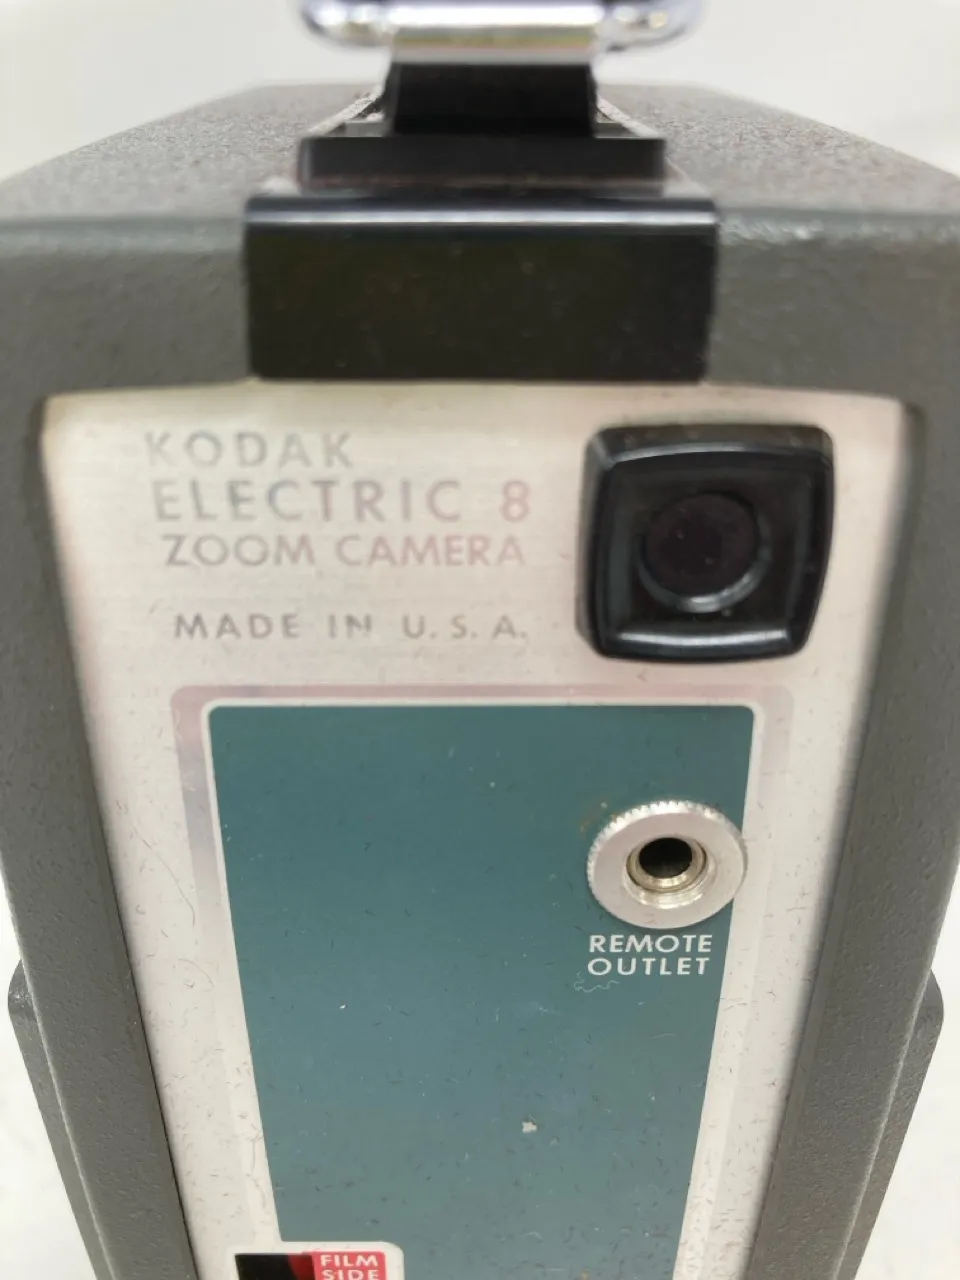 KODAK
ELECTRIC 8
ZOOM CAMERA
MADE IN U.S.A.
REMOTE
OUTLET
FILM
SIDE